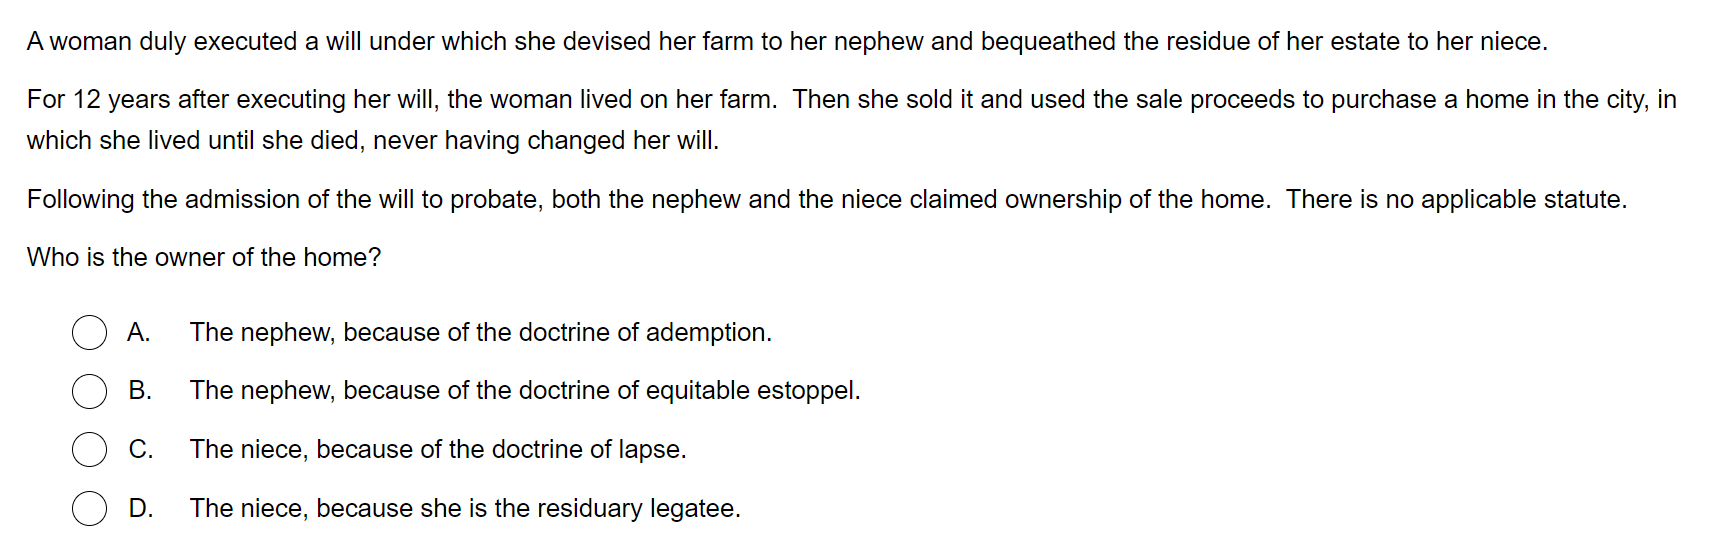 A woman duly executed a will under which she devised her farm to her nephew and bequeathed the residue of her estate to her niece.
For 12 years after executing her will, the woman lived on her farm.  Then she sold it and used the sale proceeds to purchase a home in the city, in
which she lived until she died, never having changed her will.
Following the admission of the will to probate, both the nephew and the niece claimed ownership of the home.  There is no applicable statute.
Who is the owner of the home?
A. The nephew, because of the doctrine of ademption.
B. The nephew, because of the doctrine of equitable estoppel.
C. The niece, because of the doctrine of lapse.
D. The niece, because she is the residuary legatee.